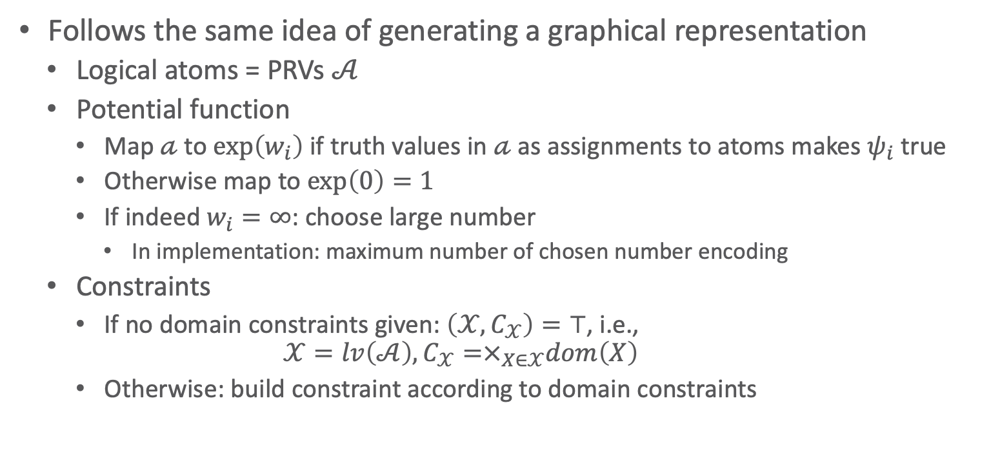 • Follows the same idea of generating a graphical representation
• Logical atoms = PRVs 𝒜
• Potential function
• Map 𝒶 to exp(𝑤ᵢ) if truth values in 𝒶 as assignments to atoms makes 𝜓ᵢ true
• Otherwise map to exp(0) = 1
• If indeed 𝑤ᵢ = ∞: choose large number
• In implementation: maximum number of chosen number encoding
• Constraints
• If no domain constraints given: (𝒳, 𝐶_𝒳) = ⊤, i.e.,
𝒳 = 𝑙𝑣(𝒜), 𝐶_𝒳 =×_{𝑋∈𝒳} 𝑑𝑜𝑚(𝑋)
• Otherwise: build constraint according to domain constraints